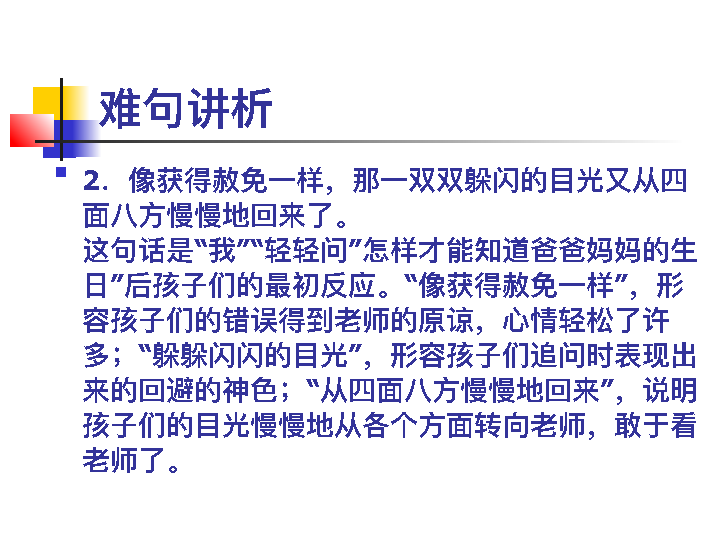 难句讲析
2．像获得赦免一样，那一双双躲闪的目光又从四
面八方慢慢地回来了。
这句话是“我”“轻轻问”怎样才能知道爸爸妈妈的生
日”后孩子们的最初反应。“像获得赦免一样”，形
容孩子们的错误得到老师的原谅，心情轻松了许
多；“躲躲闪闪的目光”，形容孩子们追问时表现出
来的回避的神色；“从四面八方慢慢地回来”，说明
孩子们的目光慢慢地从各个方面转向老师，敢于看
老师了。